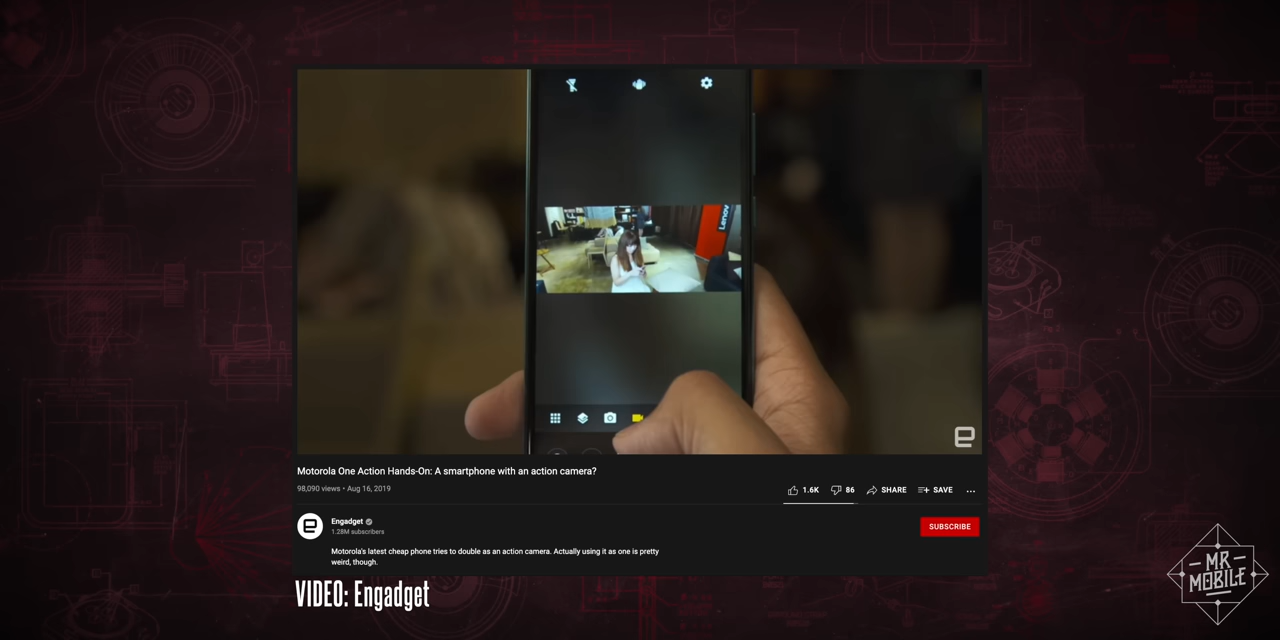 Lenov
e
Motorola One Action Hands-On: A smartphone with an action camera?
98,090 views • Aug 16, 2019
1.6K 86 SHARE SAVE ...
e
Engadget
1.28M subscribers
SUBSCRIBE
Motorola's latest cheap phone tries to double as an action camera. Actually using it as one is pretty
weird, though.
VIDEO: Engadget
MR
MOBILE